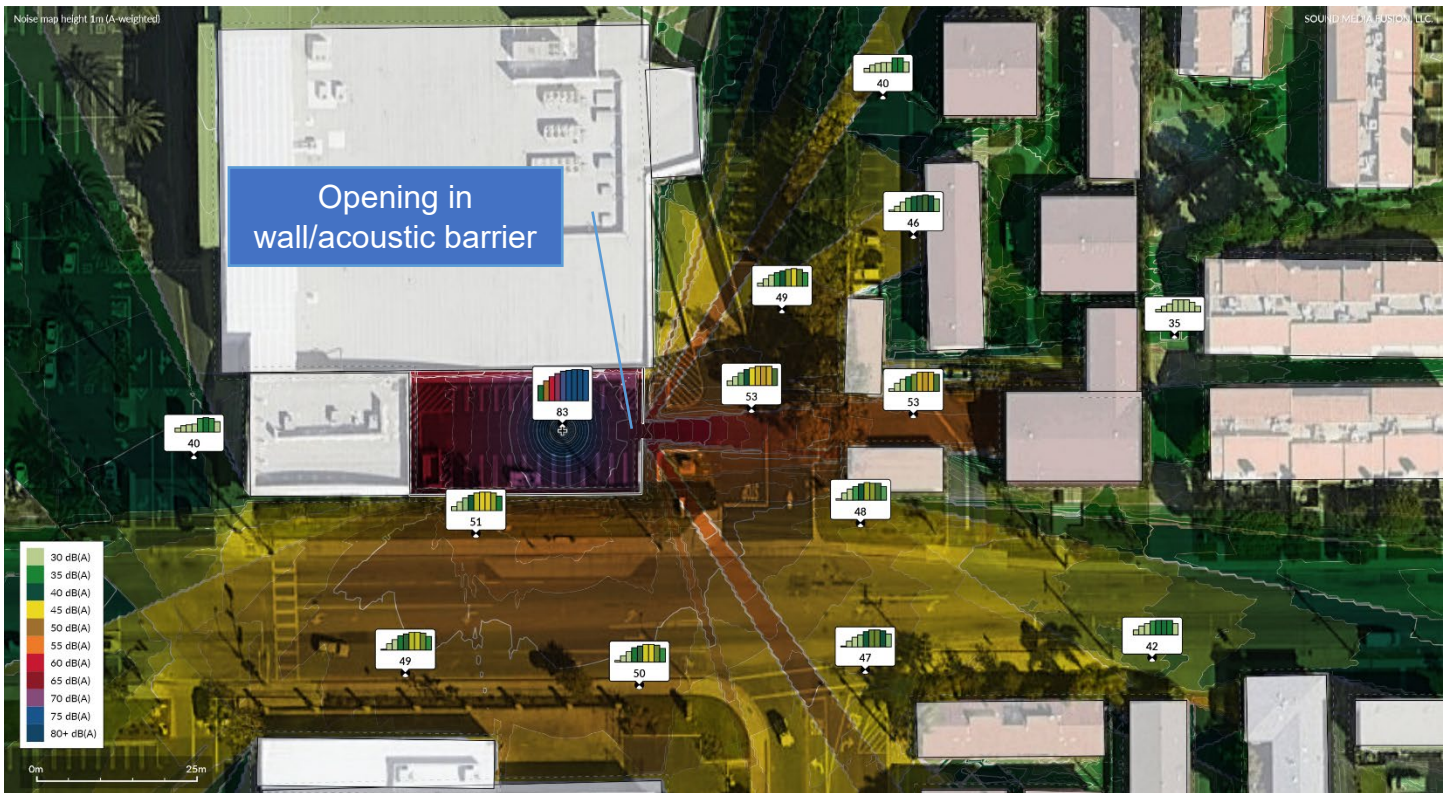 Noise map height 1m (A-weighted)
SOUND MEDIA FUSION, LLC.
40
Opening in
wall/acoustic barrier
46
49
35
83
53
53
40
51
48
49
50
47
42
30 dB(A)
35 dB(A)
40 dB(A)
45 dB(A)
50 dB(A)
55 dB(A)
60 dB(A)
65 dB(A)
70 dB(A)
75 dB(A)
80+ dB(A)
0m
25m